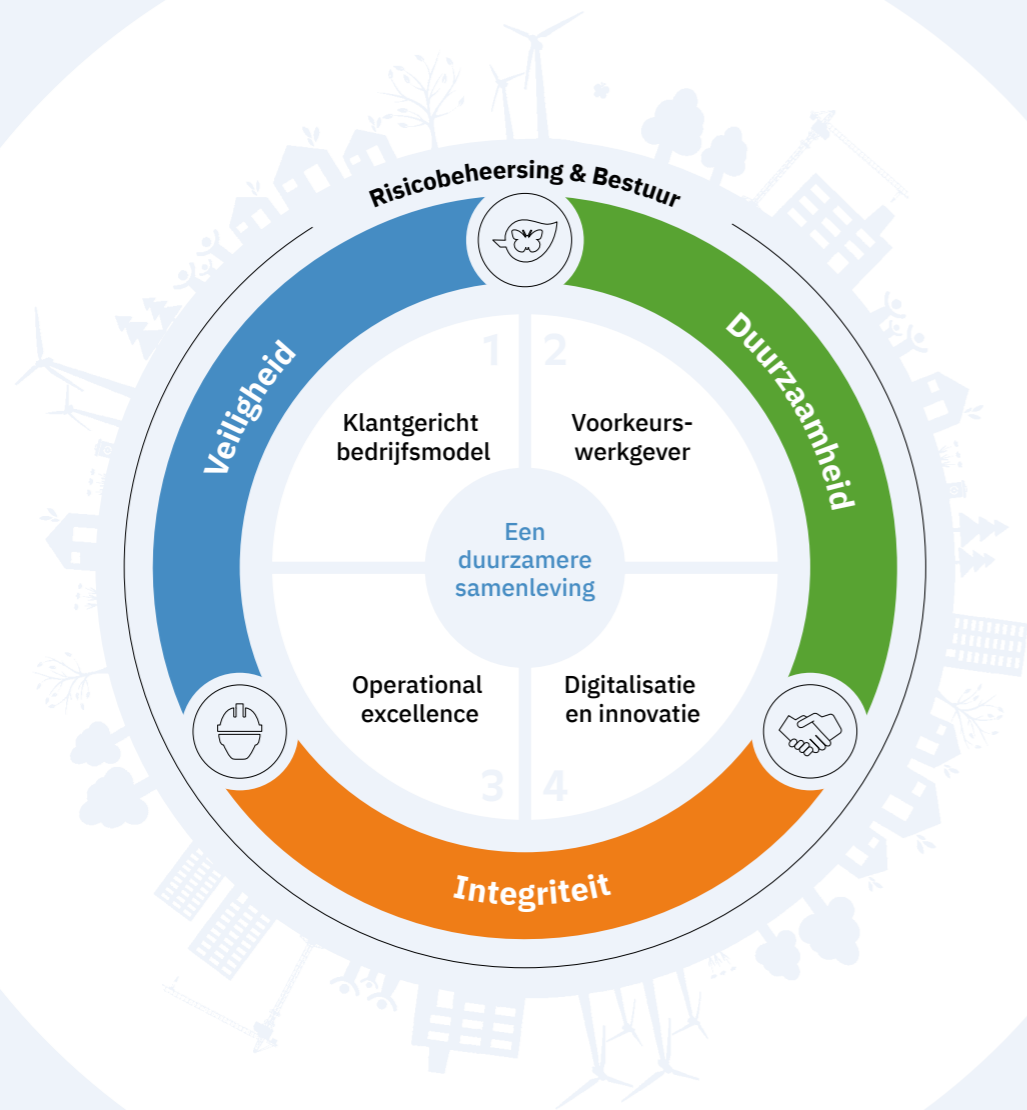 Risicobeheersing & Bestuur
Veiligheid
Duurzaamheid
1
2
Klantgericht
bedrijfsmodel
Voorkeurs-
werkgever
Een
duurzamere
samenleving
Operational
excellence
Digitalisatie
en innovatie
3
4
Integriteit